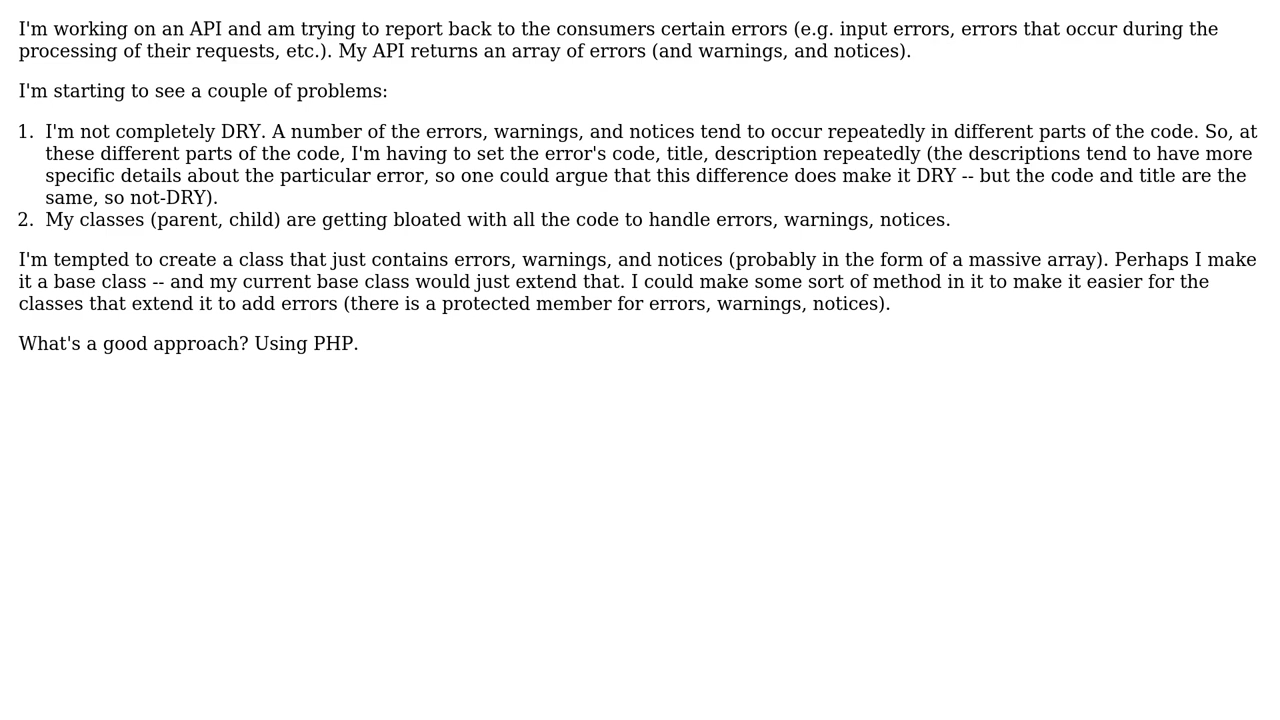 I'm working on an API and am trying to report back to the consumers certain errors (e.g. input errors, errors that occur during the
processing of their requests, etc.). My API returns an array of errors (and warnings, and notices).
I'm starting to see a couple of problems:
1. I'm not completely DRY. A number of the errors, warnings, and notices tend to occur repeatedly in different parts of the code. So, at
these different parts of the code, I'm having to set the error's code, title, description repeatedly (the descriptions tend to have more
specific details about the particular error, so one could argue that this difference does make it DRY -- but the code and title are the
same, so not-DRY).
2. My classes (parent, child) are getting bloated with all the code to handle errors, warnings, notices.
I'm tempted to create a class that just contains errors, warnings, and notices (probably in the form of a massive array). Perhaps I make
it a base class -- and my current base class would just extend that. I could make some sort of method in it to make it easier for the
classes that extend it to add errors (there is a protected member for errors, warnings, notices).
What's a good approach? Using PHP.